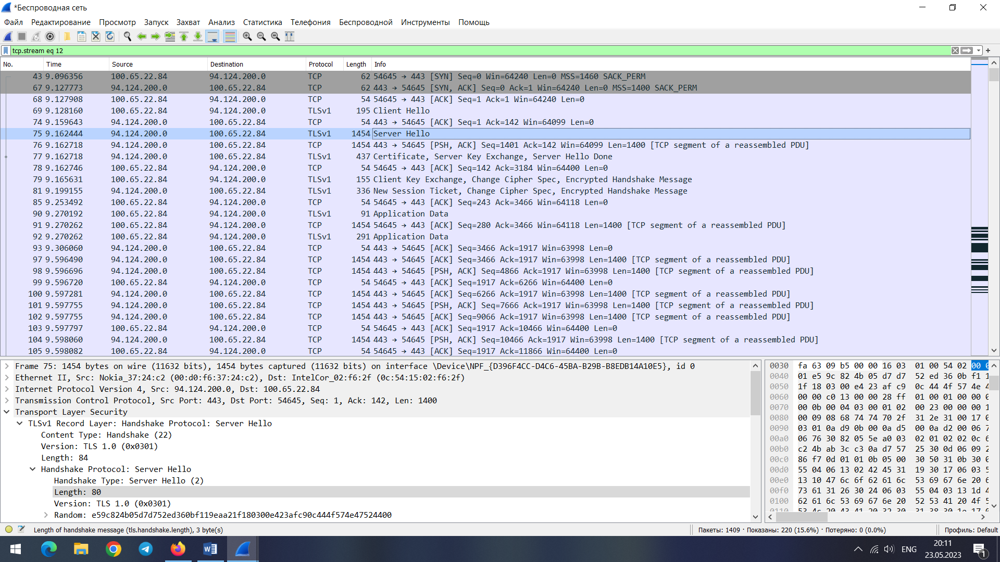 *Беспроводная сеть
Файл Редактирование Просмотр Запуск Захват Анализ Статистика Телефония Беспроводной Инструменты Помощь
tcp.stream eq 12
No. Time Source Destination Protocol Length Info
43 9.096356 100.65.22.84 94.124.200.0 TCP 62 54645 → 443 [SYN] Seq=0 Win=64240 Len=0 MSS=1460 SACK_PERM
67 9.127773 94.124.200.0 100.65.22.84 TCP 62 443 → 54645 [SYN, ACK] Seq=0 Ack=1 Win=64240 Len=0 MSS=1400 SACK_PERM
68 9.127908 100.65.22.84 94.124.200.0 TCP 54 54645 → 443 [ACK] Seq=1 Ack=1 Win=64240 Len=0
69 9.128160 100.65.22.84 94.124.200.0 TLSv1 195 Client Hello
74 9.159643 94.124.200.0 100.65.22.84 TCP 54 443 → 54645 [ACK] Seq=1 Ack=142 Win=64099 Len=0
75 9.162444 94.124.200.0 100.65.22.84 TLSv1 1454 Server Hello
76 9.162718 94.124.200.0 100.65.22.84 TCP 1454 443 → 54645 [PSH, ACK] Seq=1401 Ack=142 Win=64099 Len=1400 [TCP segment of a reassembled PDU]
77 9.162718 94.124.200.0 100.65.22.84 TLSv1 437 Certificate, Server Key Exchange, Server Hello Done
78 9.162746 100.65.22.84 94.124.200.0 TCP 54 54645 → 443 [ACK] Seq=142 Ack=3184 Win=64400 Len=0
79 9.165631 100.65.22.84 94.124.200.0 TLSv1 155 Client Key Exchange, Change Cipher Spec, Encrypted Handshake Message
81 9.199155 94.124.200.0 100.65.22.84 TLSv1 336 New Session Ticket, Change Cipher Spec, Encrypted Handshake Message
85 9.253492 100.65.22.84 94.124.200.0 TCP 54 54645 → 443 [ACK] Seq=243 Ack=3466 Win=64118 Len=0
90 9.270192 100.65.22.84 94.124.200.0 TLSv1 91 Application Data
91 9.270262 100.65.22.84 94.124.200.0 TCP 1454 54645 → 443 [ACK] Seq=280 Ack=3466 Win=64118 Len=1400 [TCP segment of a reassembled PDU]
92 9.270262 100.65.22.84 94.124.200.0 TLSv1 291 Application Data
93 9.306060 94.124.200.0 100.65.22.84 TCP 54 443 → 54645 [ACK] Seq=3466 Ack=1917 Win=63998 Len=0
97 9.596490 94.124.200.0 100.65.22.84 TCP 1454 443 → 54645 [ACK] Seq=3466 Ack=1917 Win=63998 Len=1400 [TCP segment of a reassembled PDU]
98 9.596696 94.124.200.0 100.65.22.84 TCP 1454 443 → 54645 [PSH, ACK] Seq=4866 Ack=1917 Win=63998 Len=1400 [TCP segment of a reassembled PDU]
99 9.596720 100.65.22.84 94.124.200.0 TCP 54 54645 → 443 [ACK] Seq=1917 Ack=6266 Win=64400 Len=0
100 9.597281 94.124.200.0 100.65.22.84 TCP 1454 443 → 54645 [ACK] Seq=6266 Ack=1917 Win=63998 Len=1400 [TCP segment of a reassembled PDU]
101 9.597755 94.124.200.0 100.65.22.84 TCP 1454 443 → 54645 [PSH, ACK] Seq=7666 Ack=1917 Win=63998 Len=1400 [TCP segment of a reassembled PDU]
102 9.597755 94.124.200.0 100.65.22.84 TCP 1454 443 → 54645 [ACK] Seq=9066 Ack=1917 Win=63998 Len=1400 [TCP segment of a reassembled PDU]
103 9.597797 100.65.22.84 94.124.200.0 TCP 54 54645 → 443 [ACK] Seq=1917 Ack=10466 Win=64400 Len=0
104 9.598060 94.124.200.0 100.65.22.84 TCP 1454 443 → 54645 [PSH, ACK] Seq=10466 Ack=1917 Win=63998 Len=1400 [TCP segment of a reassembled PDU]
105 9.598082 100.65.22.84 94.124.200.0 TCP 54 54645 → 443 [ACK] Seq=1917 Ack=11866 Win=64400 Len=0
Frame 75: 1454 bytes on wire (11632 bits), 1454 bytes captured (11632 bits) on interface \Device\NPF_{D396F4CC-D4C6-45BA-B29B-B8EDB14A10E5}, id 0
Ethernet II, Src: Nokia_37:24:c2 (00:d0:f6:37:24:c2), Dst: IntelCor_02:f6:2f (0c:54:15:02:f6:2f)
Internet Protocol Version 4, Src: 94.124.200.0, Dst: 100.65.22.84
Transmission Control Protocol, Src Port: 443, Dst Port: 54645, Seq: 1, Ack: 142, Len: 1400
Transport Layer Security
TLSv1 Record Layer: Handshake Protocol: Server Hello
Content Type: Handshake (22)
Version: TLS 1.0 (0x0301)
Length: 84
Handshake Protocol: Server Hello
Handshake Type: Server Hello (2)
Length: 80
Version: TLS 1.0 (0x0301)
Random: e59c824b05d7d752ed360bf119eaa21f180300e423afc90c444f574e47524400
0030 fa 63 09 b5 00 00 16 03 01 00 54 02 00
0040 01 e5 9c 82 4b 05 d7 d7 52 ed 36 0b f1
0050 1f 18 03 00 e4 23 af c9 0c 44 4f 57 4e
0060 00 00 c0 13 00 00 28 ff 01 00 01 00 00
0070 00 0b 00 04 03 00 01 02 00 23 00 00 00
0080 00 09 08 68 74 74 70 2f 31 2e 31 00 17
0090 03 01 0a d9 0b 00 0a d5 00 0a d2 00 06
00a0 06 76 30 82 05 5e a0 03 02 01 02 02 0c
00b0 c2 4b ab 3c c3 0a d7 57 25 30 0d 06 09
00c0 86 f7 0d 01 01 0b 05 00 30 50 31 0b 30
00d0 55 04 06 13 02 42 45 31 19 30 17 06 03
00e0 13 10 47 6c 6f 62 61 6c 53 69 67 6e 20
00f0 73 61 31 26 30 24 06 03 55 04 03 13 1d
0100 62 61 6c 53 69 67 6e 20 52 53 41 20 4f
Length of handshake message (tls.handshake.length), 3 byte(s)
Пакеты: 1409 · Показаны: 220 (15.6%) · Потеряно: 0 (0.0%)
Профиль: Default
ENG
20:11
23.05.2023
1